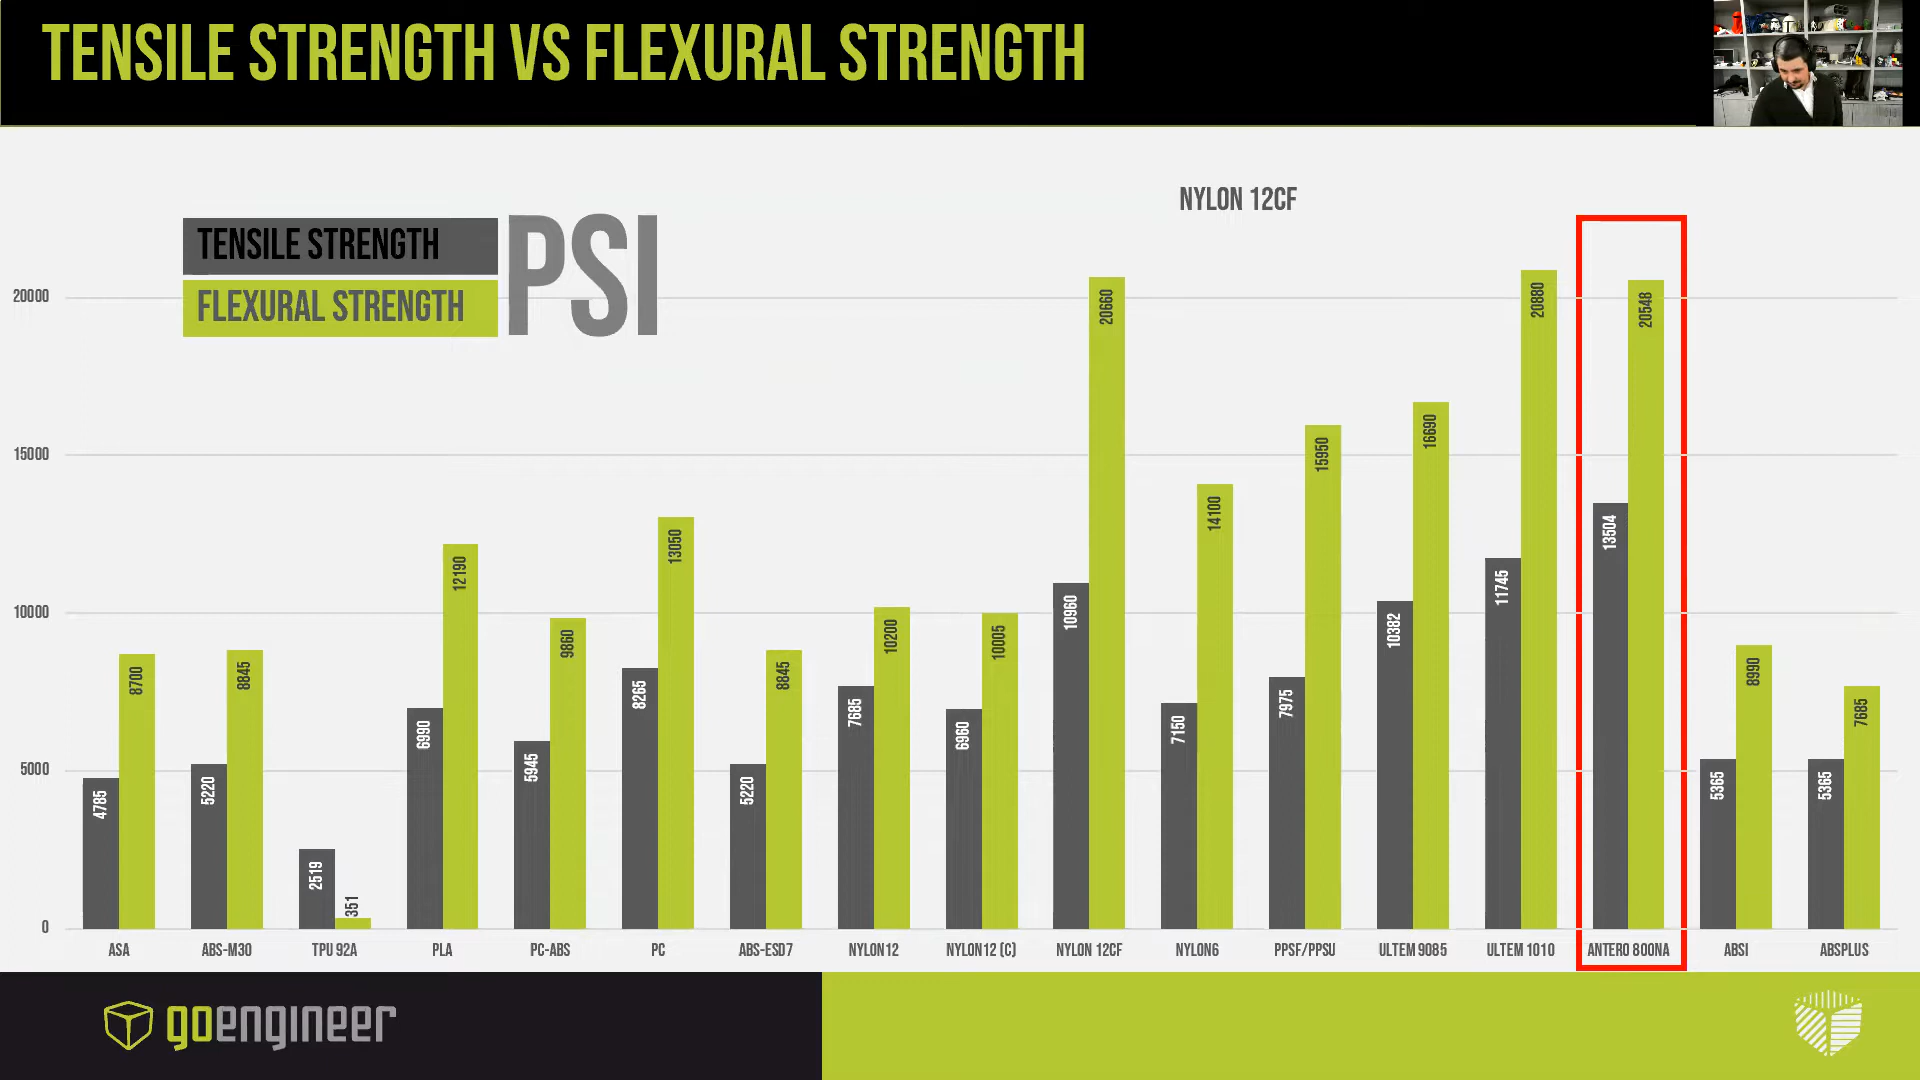 TENSILE STRENGTH VS FLEXURAL STRENGTH
NYLON 12CF
TENSILE STRENGTH
FLEXURAL STRENGTH
PSI
20000
15000
10000
5000
0
4785
8700
5220
8845
2519
351
6990
12190
5945
9860
8265
13050
5220
8845
7685
10200
6960
10005
10960
20660
7150
14100
7975
15950
10382
16690
11745
20880
13504
20548
5365
8990
5365
7685
ASA
ABS-M30
TPU 92A
PLA
PC-ABS
PC
ABS-ESD7
NYLON12
NYLON12 (C)
NYLON 12CF
NYLON6
PPSF/PPSU
ULTEM 9085
ULTEM 1010
ANTERO 800NA
ABSI
ABSPLUS
goengineer